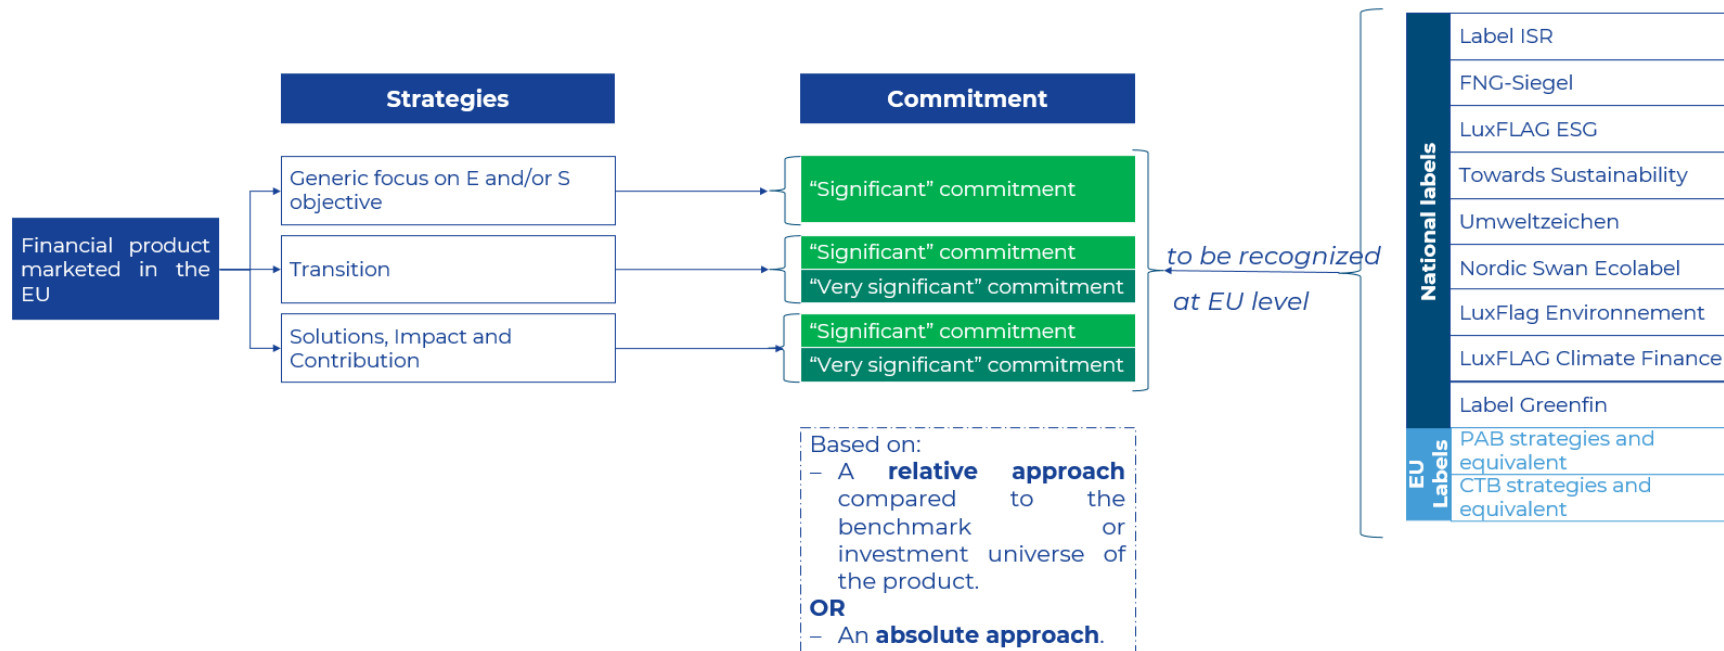 Strategies
Commitment
Financial product
marketed in the
EU
Generic focus on E and/or S
objective
Transition
Solutions, Impact and
Contribution
“Significant” commitment
“Significant” commitment
“Very significant” commitment
“Significant” commitment
“Very significant” commitment
Based on:
– A relative approach
compared to the
benchmark or
investment universe of
the product.
OR
– An absolute approach.
to be recognized
at EU level
National labels
Label ISR
FNG-Siegel
LuxFLAG ESG
Towards Sustainability
Umweltzeichen
Nordic Swan Ecolabel
LuxFlag Environnement
LuxFLAG Climate Finance
Label Greenfin
EU
Labels
PAB strategies and
equivalent
CTB strategies and
equivalent